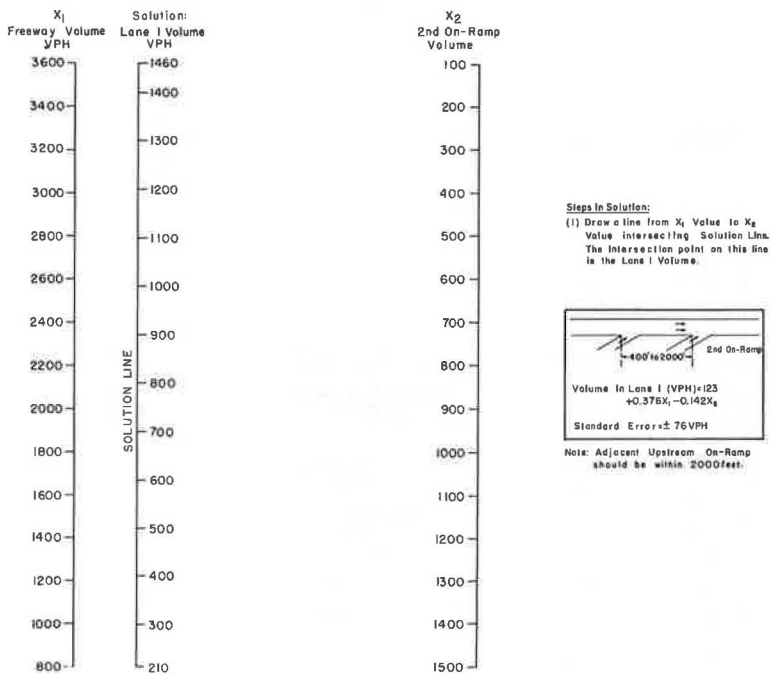 X1
Freeway Volume
VPH
3600
3400
3200
3000
2800
2600
2400
2200
2000
1800
1600
1400
1200
1000
800
Solution:
Lane 1 Volume
VPH
1460
1400
1300
1200
1100
1000
900
800
700
600
500
400
300
210
SOLUTION LINE
X2
2nd On-Ramp
Volume
100
200
300
400
500
600
700
800
900
1000
1100
1200
1300
1400
1500
Steps In Solution:
(1) Draw a line from X1 Value to X2
Value intersecting Solution Line.
The Intersection point on this line
is the Lane 1 Volume.
2nd On-Ramp
400' to 2000'
Volume In Lane 1 (VPH)=123
+0.376X1-0.142X2
Standard Error=± 76 VPH
Note: Adjacent Upstream On-Ramp
should be within 2000 feet.